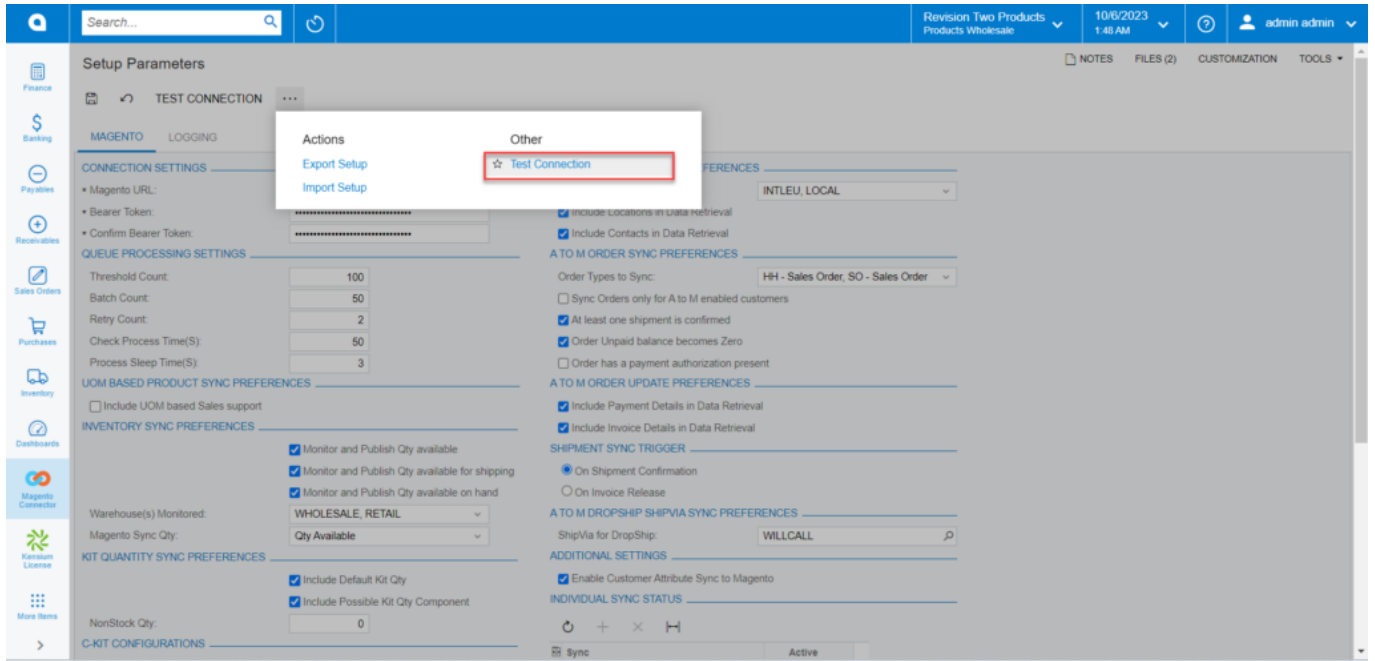 Search...
Revision Two Products
Products Wholesale
10/6/2023
1:48 AM
admin admin
Setup Parameters
NOTES FILES (2) CUSTOMIZATION TOOLS
TEST CONNECTION ...
MAGENTO LOGGING
Actions
Export Setup
Import Setup
Other
Test Connection
CONNECTION SETTINGS
Magento URL:
Bearer Token:
Confirm Bearer Token:
QUEUE PROCESSING SETTINGS
Threshold Count: 100
Batch Count: 50
Retry Count: 2
Check Process Time(S): 50
Process Sleep Time(S): 3
UOM BASED PRODUCT SYNC PREFERENCES
Include UOM based Sales support
INVENTORY SYNC PREFERENCES
Monitor and Publish Qty available
Monitor and Publish Qty available for shipping
Monitor and Publish Qty available on hand
Warehouse(s) Monitored: WHOLESALE, RETAIL
Magento Sync Qty: Qty Available
KIT QUANTITY SYNC PREFERENCES
Include Default Kit Qty
Include Possible Kit Qty Component
NonStock Qty: 0
C-KIT CONFIGURATIONS
FERENCES
INTLEU, LOCAL
Include Locations in Data Retrieval
Include Contacts in Data Retrieval
A TO M ORDER SYNC PREFERENCES
Order Types to Sync: HH - Sales Order, SO - Sales Order
Sync Orders only for A to M enabled customers
At least one shipment is confirmed
Order Unpaid balance becomes Zero
Order has a payment authorization present
A TO M ORDER UPDATE PREFERENCES
Include Payment Details in Data Retrieval
Include Invoice Details in Data Retrieval
SHIPMENT SYNC TRIGGER
On Shipment Confirmation
On Invoice Release
A TO M DROPSHIP SHIPVIA SYNC PREFERENCES
ShipVia for DropShip: WILLCALL
ADDITIONAL SETTINGS
Enable Customer Attribute Sync to Magento
INDIVIDUAL SYNC STATUS
Sync Active
Finance
Banking
Payables
Receivables
Sales Orders
Purchases
Inventory
Dashboards
Magento
Connector
Kensium
License
More Items